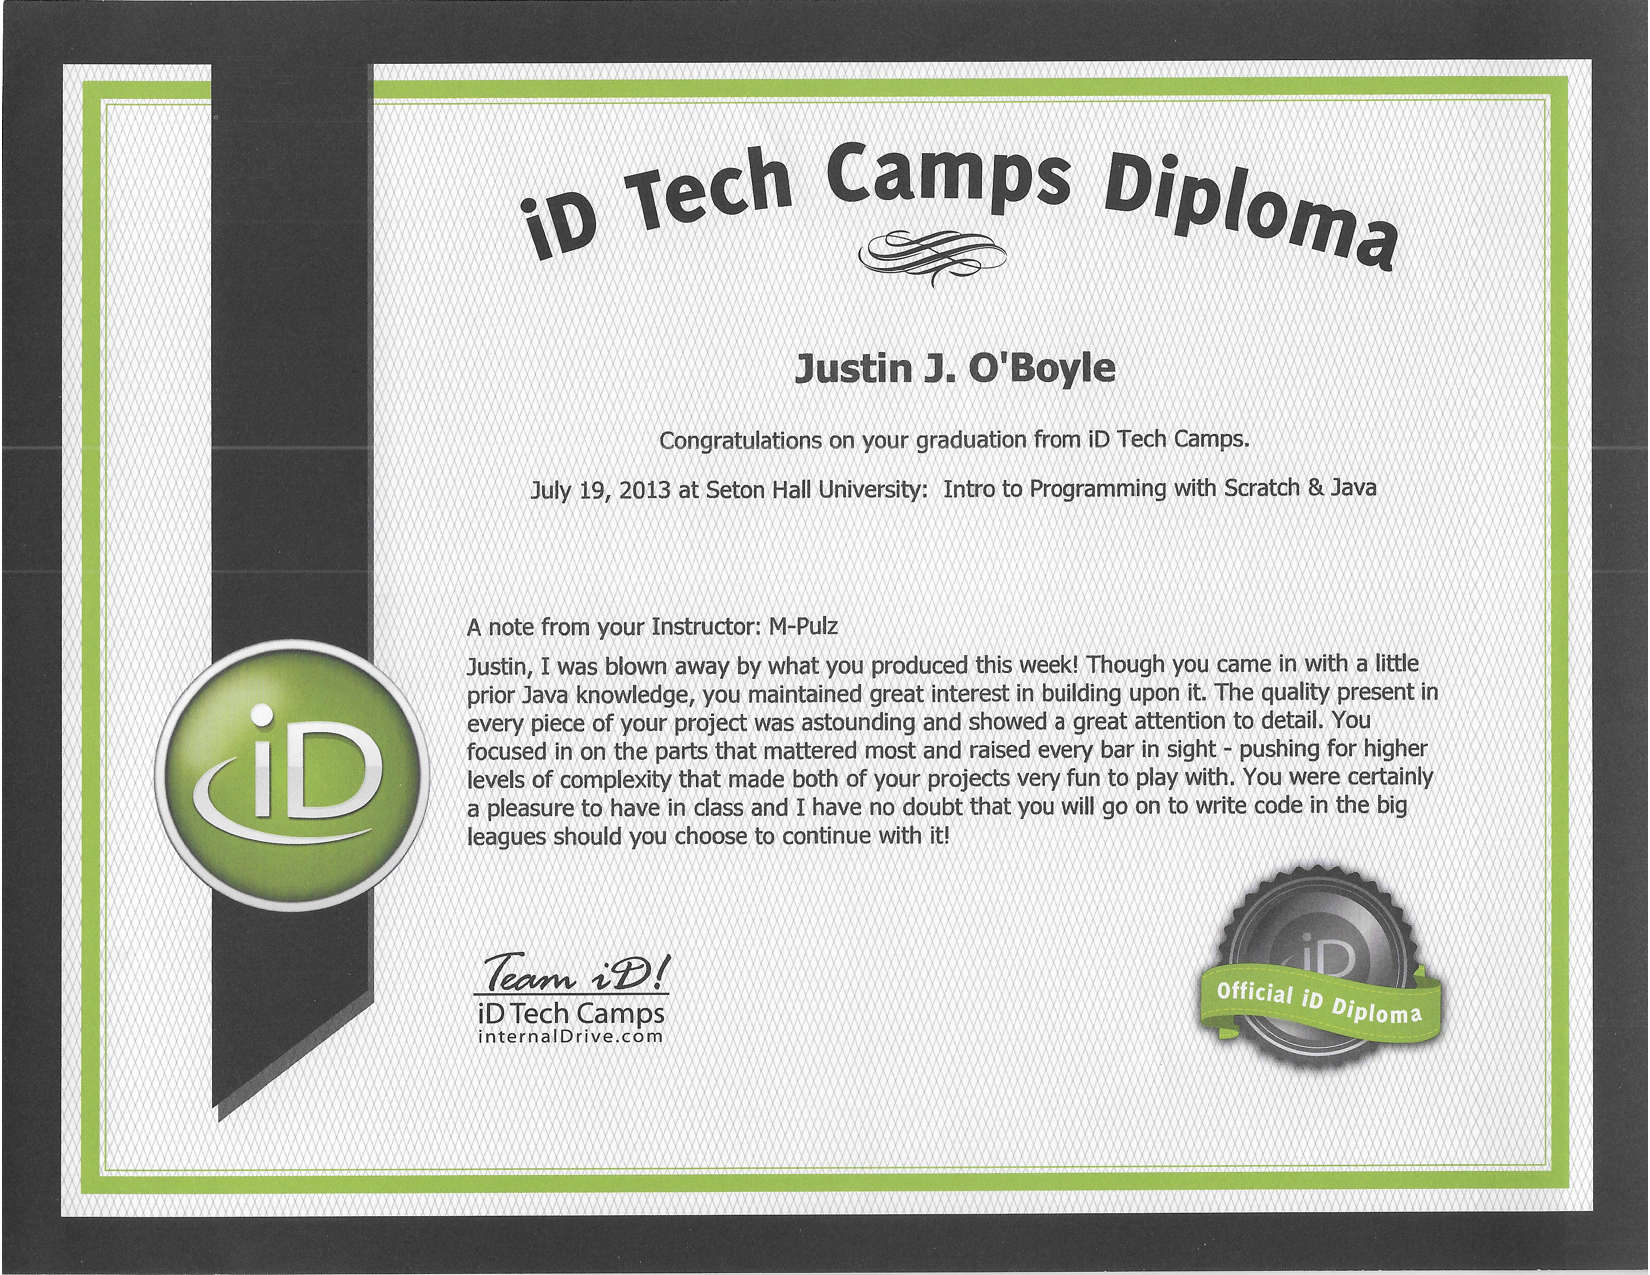 iD Tech Camps Diploma
Justin J. O'Boyle
Congratulations on your graduation from iD Tech Camps.
July 19, 2013 at Seton Hall University:  Intro to Programming with Scratch & Java
A note from your Instructor: M-Pulz
Justin, I was blown away by what you produced this week! Though you came in with a little
prior Java knowledge, you maintained great interest in building upon it. The quality present in
every piece of your project was astounding and showed a great attention to detail. You
focused in on the parts that mattered most and raised every bar in sight - pushing for higher
levels of complexity that made both of your projects very fun to play with. You were certainly
a pleasure to have in class and I have no doubt that you will go on to write code in the big
leagues should you choose to continue with it!
iD
Team iD!
iD Tech Camps
internalDrive.com
iD
Official iD Diploma